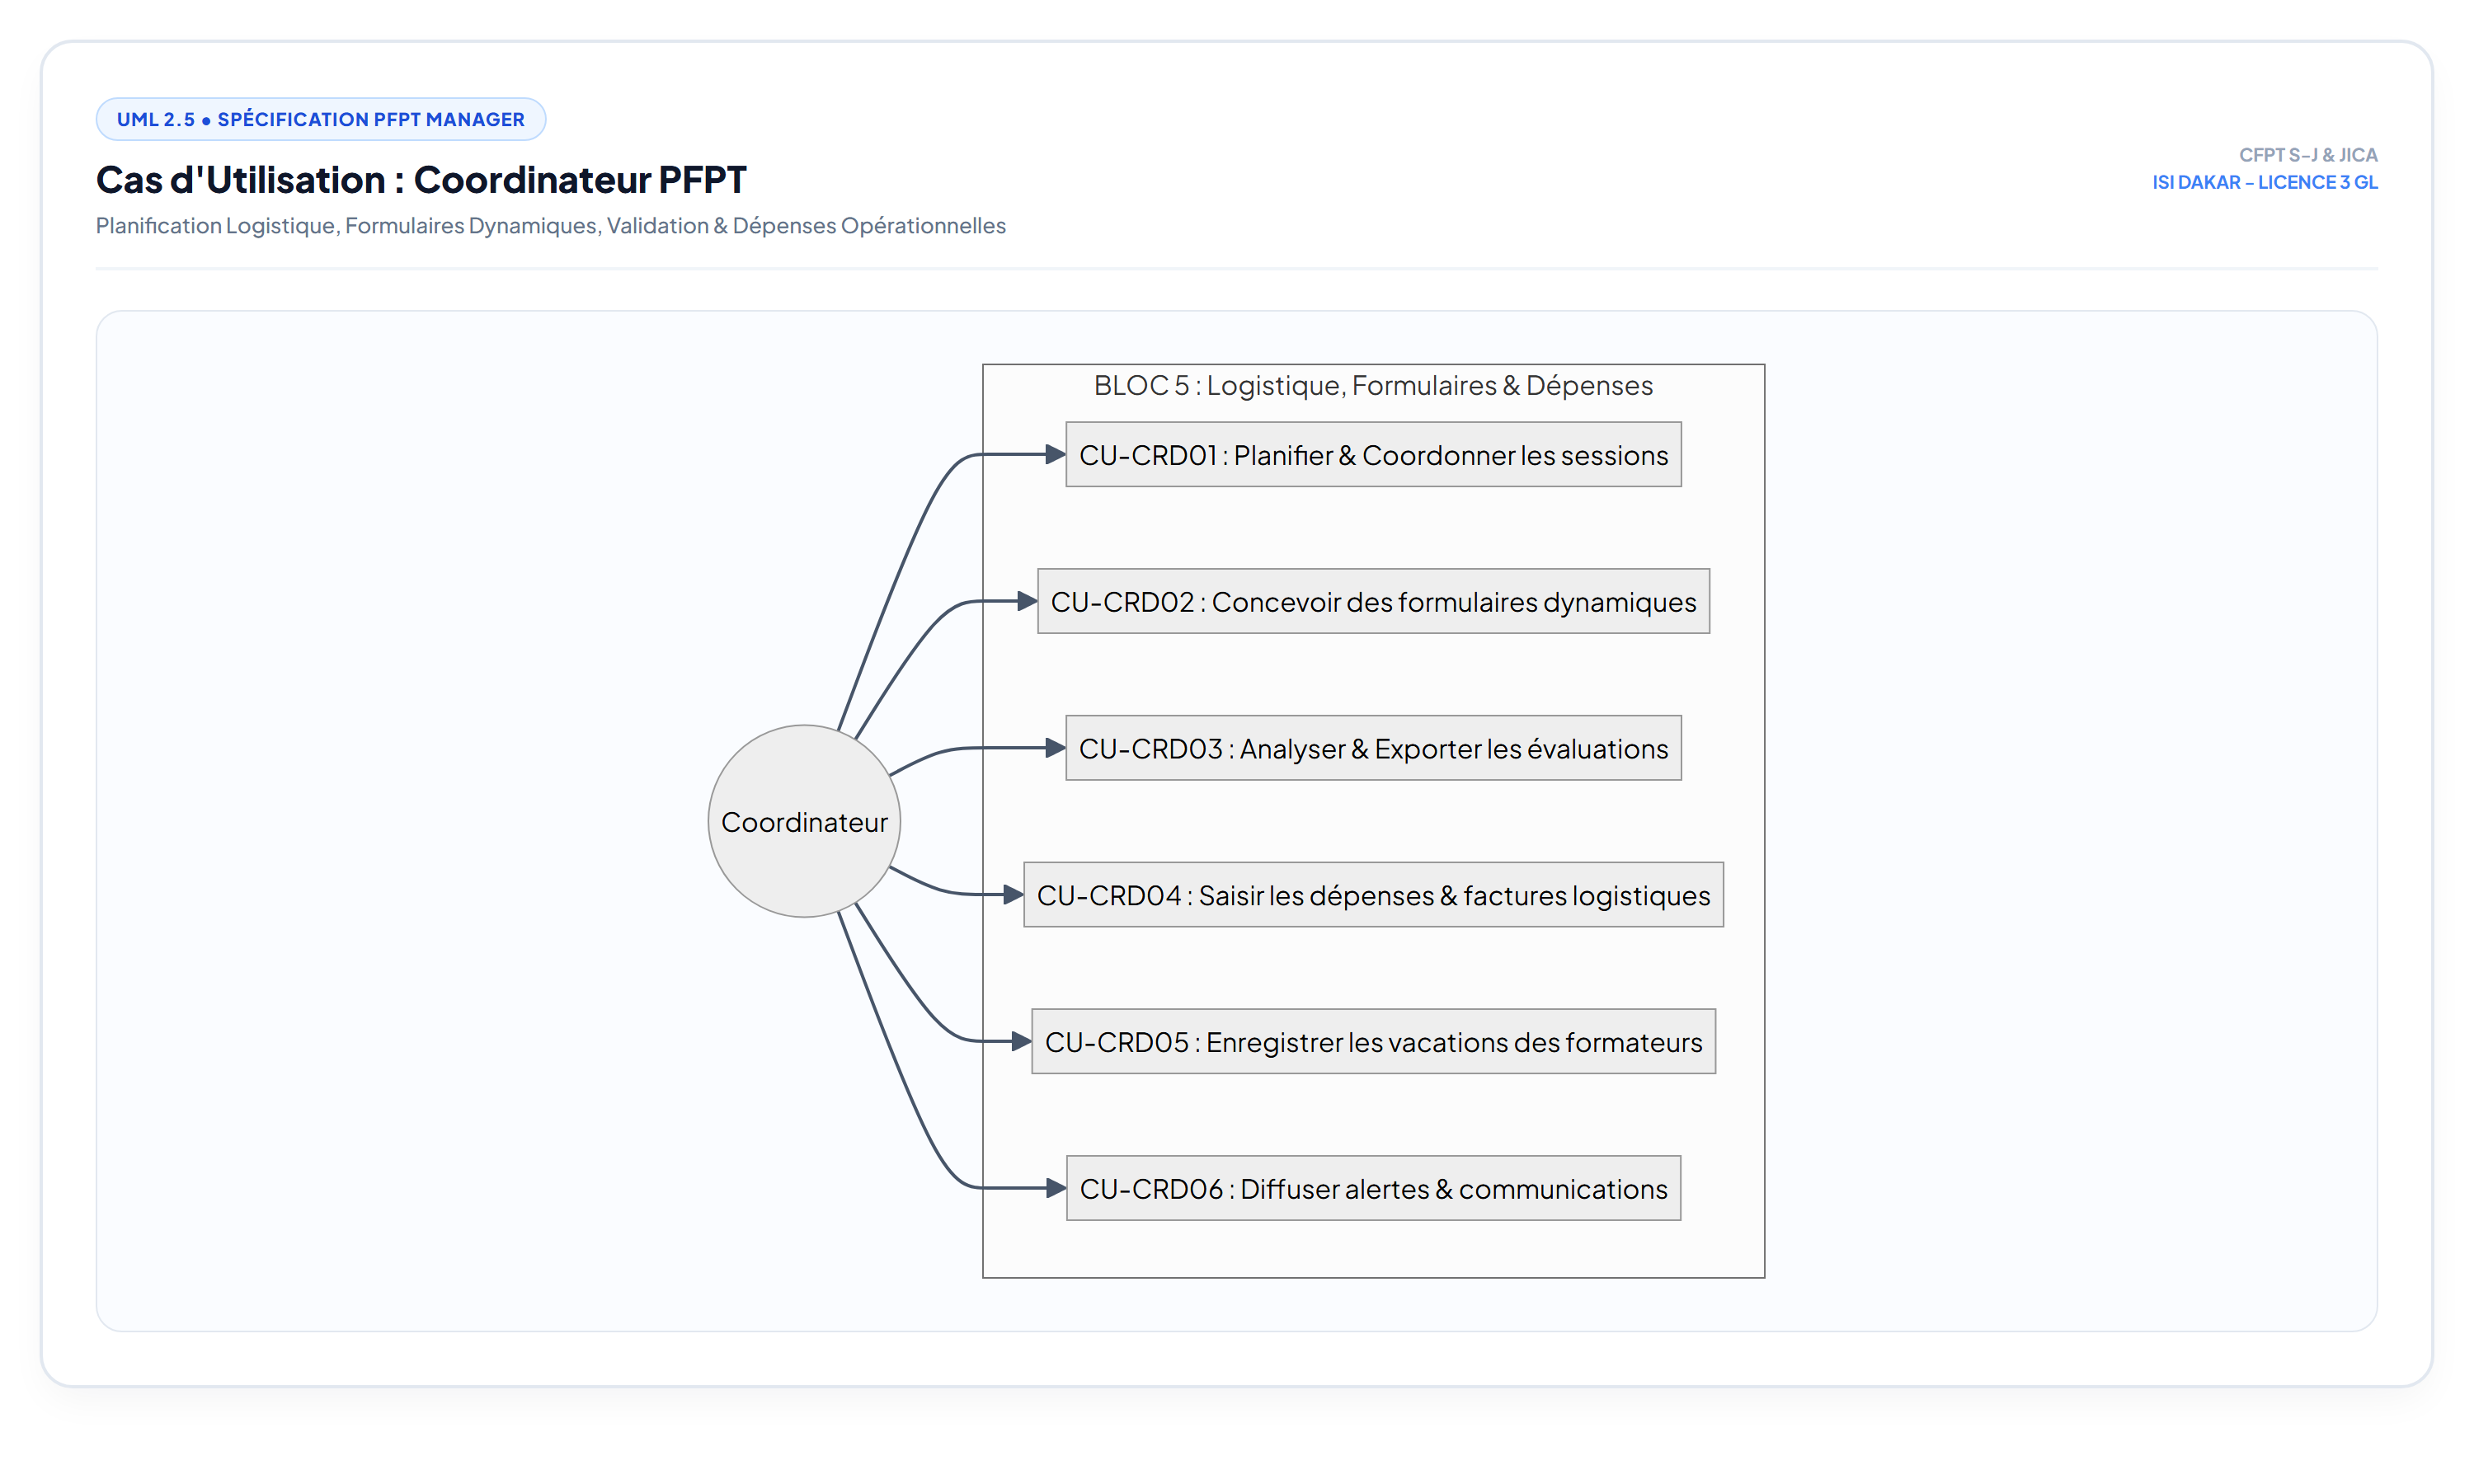 UML 2.5 • SPÉCIFICATION PFPT MANAGER
Cas d'Utilisation : Coordinateur PFPT
Planification Logistique, Formulaires Dynamiques, Validation & Dépenses Opérationnelles
CFPT S-J & JICA
ISI DAKAR - LICENCE 3 GL
BLOC 5 : Logistique, Formulaires & Dépenses
CU-CRD01 : Planifier & Coordonner les sessions
CU-CRD02 : Concevoir des formulaires dynamiques
CU-CRD03 : Analyser & Exporter les évaluations
Coordinateur
CU-CRD04 : Saisir les dépenses & factures logistiques
CU-CRD05 : Enregistrer les vacations des formateurs
CU-CRD06 : Diffuser alertes & communications